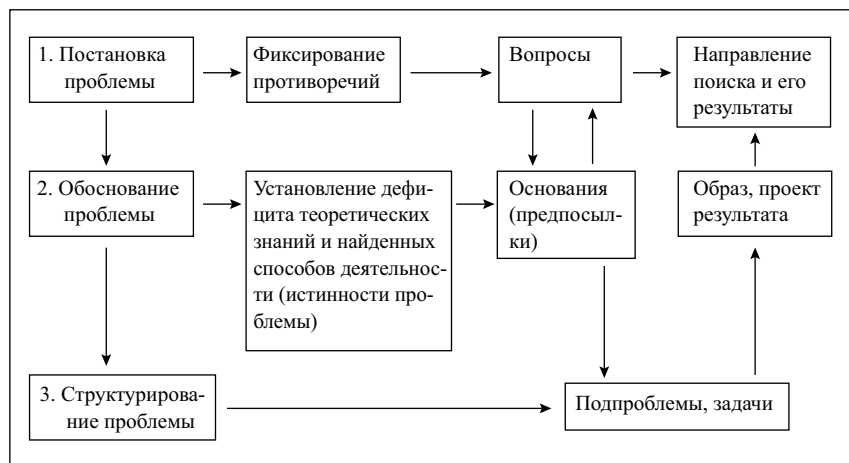 1. Постановка
проблемы
Фиксирование
противоречий
Вопросы
Направление
поиска и его
результаты
2. Обоснование
проблемы
Установление дефи-
цита теоретических
знаний и найденных
способов деятельнос-
ти (истинности про-
блемы)
Основания
(предпосыл-
ки)
Образ, проект
результата
3. Структурирова-
ние проблемы
Подпроблемы, задачи